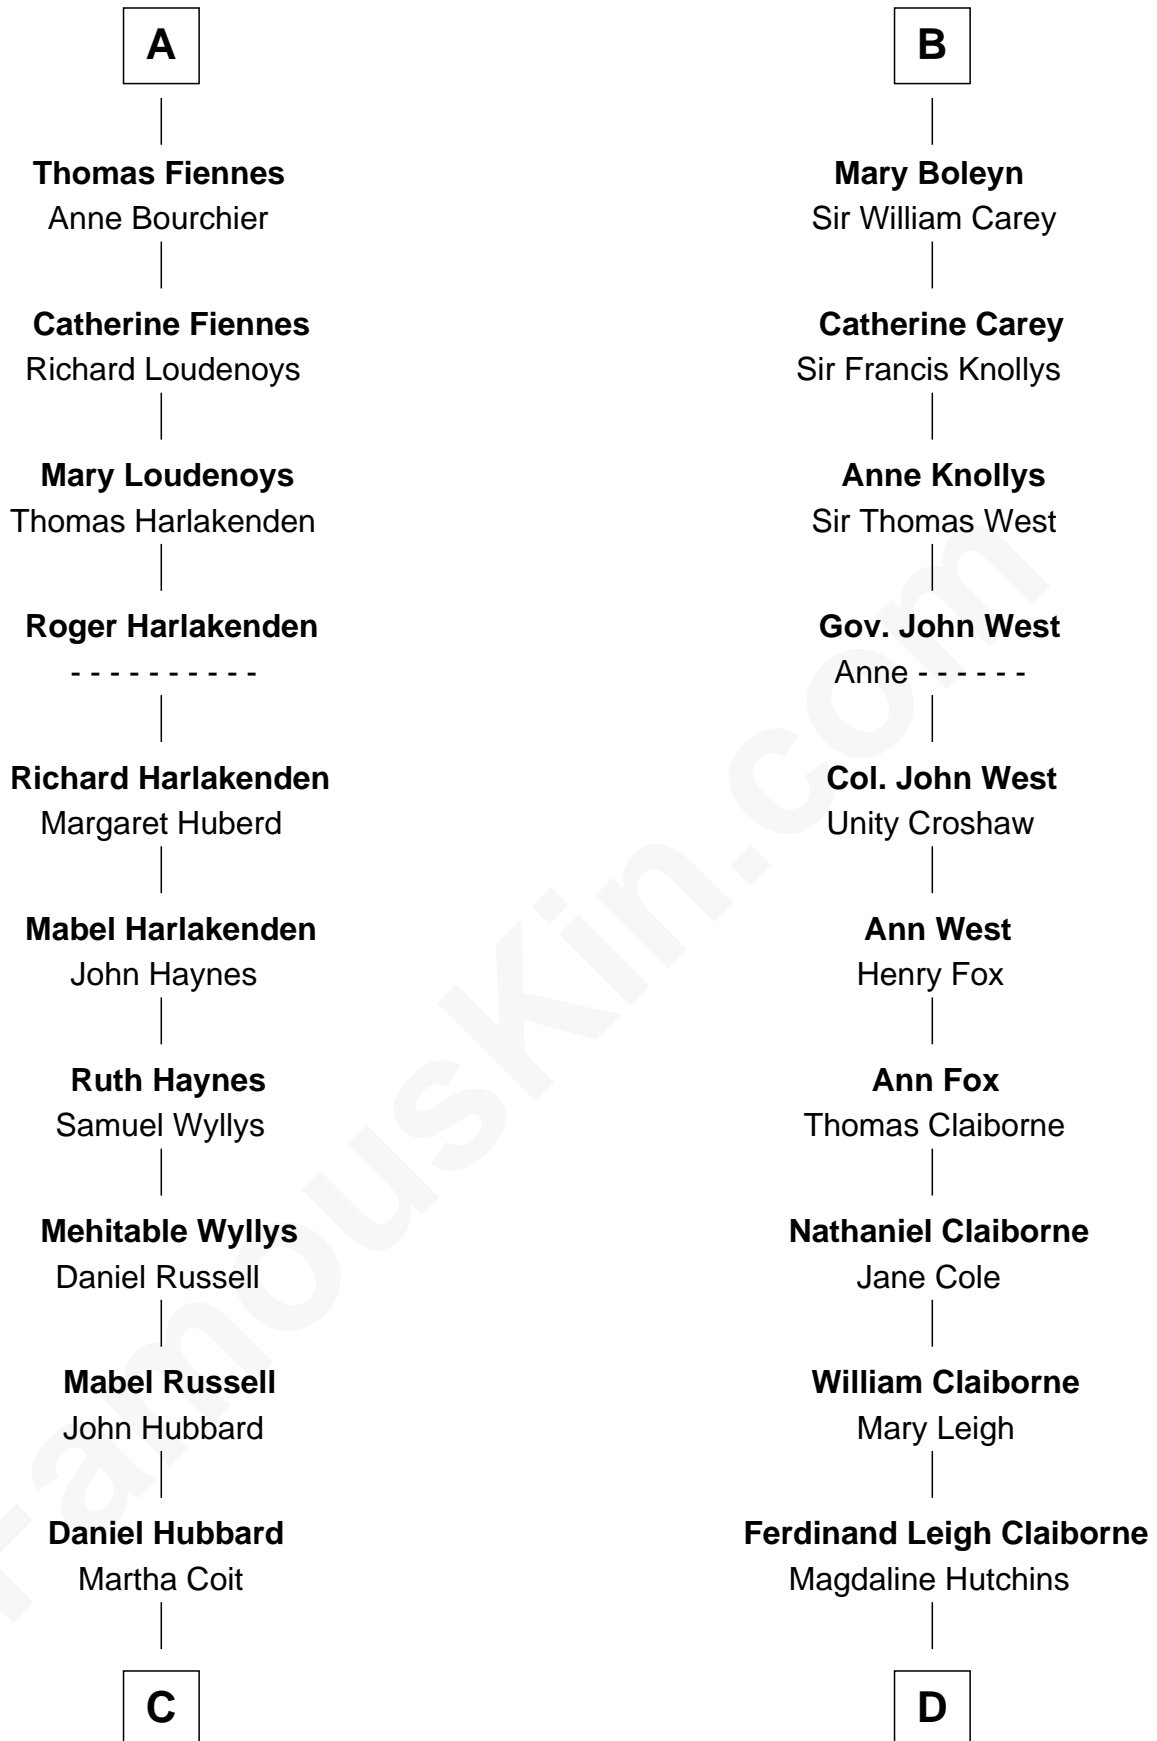 A
Thomas Fiennes
Anne Bourchier
Catherine Fiennes
Richard Loudenoys
Mary Loudenoys
Thomas Harlakenden
Roger Harlakenden
- - - - - - - - - -
Richard Harlakenden
Margaret Huberd
Mabel Harlakenden
John Haynes
Ruth Haynes
Samuel Wyllys
Mehitable Wyllys
Daniel Russell
Mabel Russell
John Hubbard
Daniel Hubbard
Martha Coit
C
B
Mary Boleyn
Sir William Carey
Catherine Carey
Sir Francis Knollys
Anne Knollys
Sir Thomas West
Gov. John West
Anne - - - - - -
Col. John West
Unity Croshaw
Ann West
Henry Fox
Ann Fox
Thomas Claiborne
Nathaniel Claiborne
Jane Cole
William Claiborne
Mary Leigh
Ferdinand Leigh Claiborne
Magdaline Hutchins
D
FamousKin.com